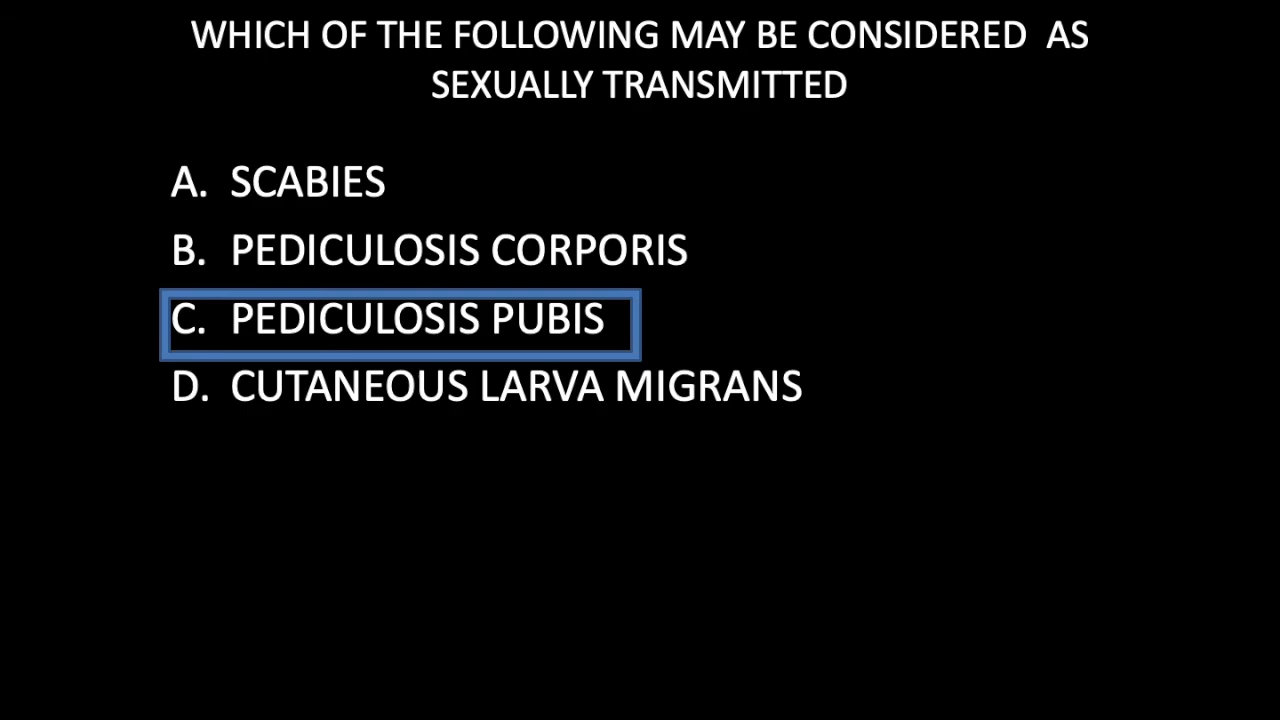 WHICH OF THE FOLLOWING MAY BE CONSIDERED  AS
SEXUALLY TRANSMITTED
A. SCABIES
B. PEDICULOSIS CORPORIS
C. PEDICULOSIS PUBIS
D. CUTANEOUS LARVA MIGRANS